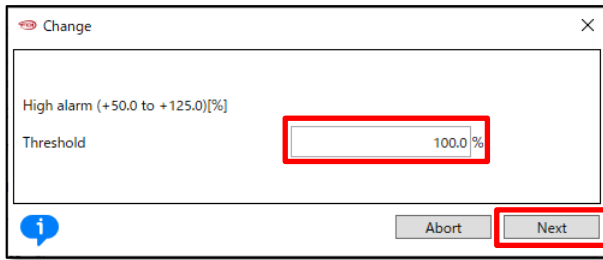 Change
High alarm (+50.0 to +125.0)[%]
Threshold 100.0 %
Abort Next